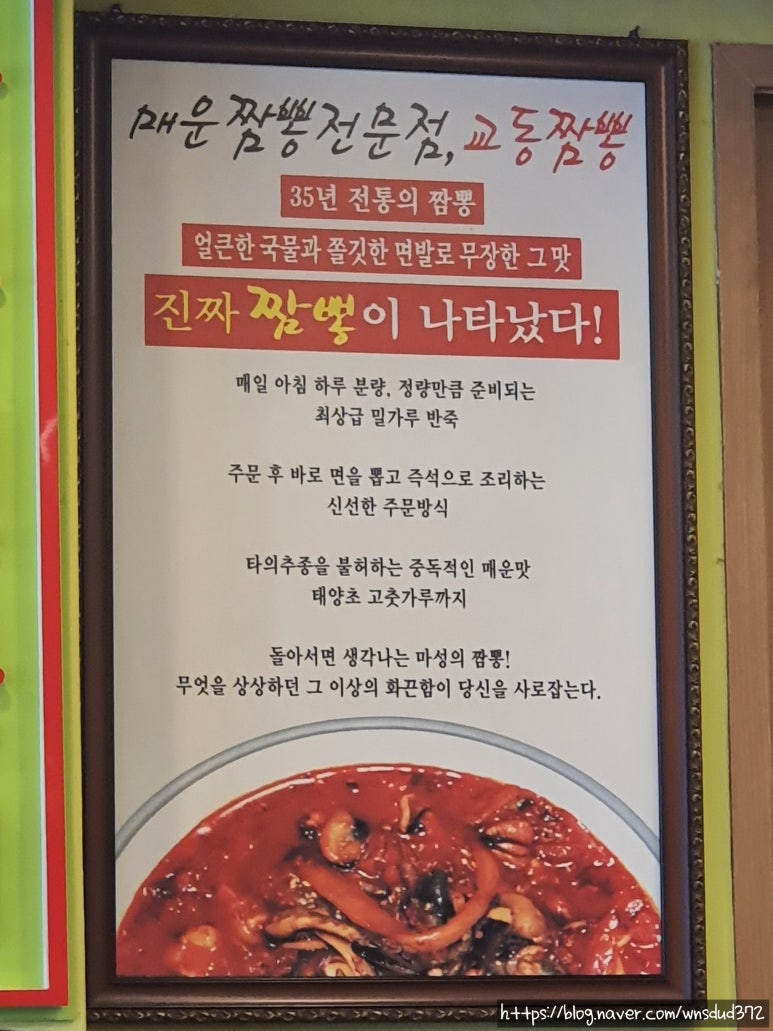 매운짬뽕전문점, 교동짬뽕
35년 전통의 짬뽕
얼큰한 국물과 쫄깃한 면발로 무장한 그 맛
진짜 짬뽕이 나타났다!
매일 아침 하루 분량, 정량만큼 준비되는
최상급 밀가루 반죽
주문 후 바로 면을 뽑고 즉석으로 조리하는
신선한 주문방식
타의추종을 불허하는 중독적인 매운맛
태양초 고춧가루까지
돌아서면 생각나는 마성의 짬뽕!
무엇을 상상하던 그 이상의 화끈함이 당신을 사로잡는다.
https://blog.naver.com/wnsdud372